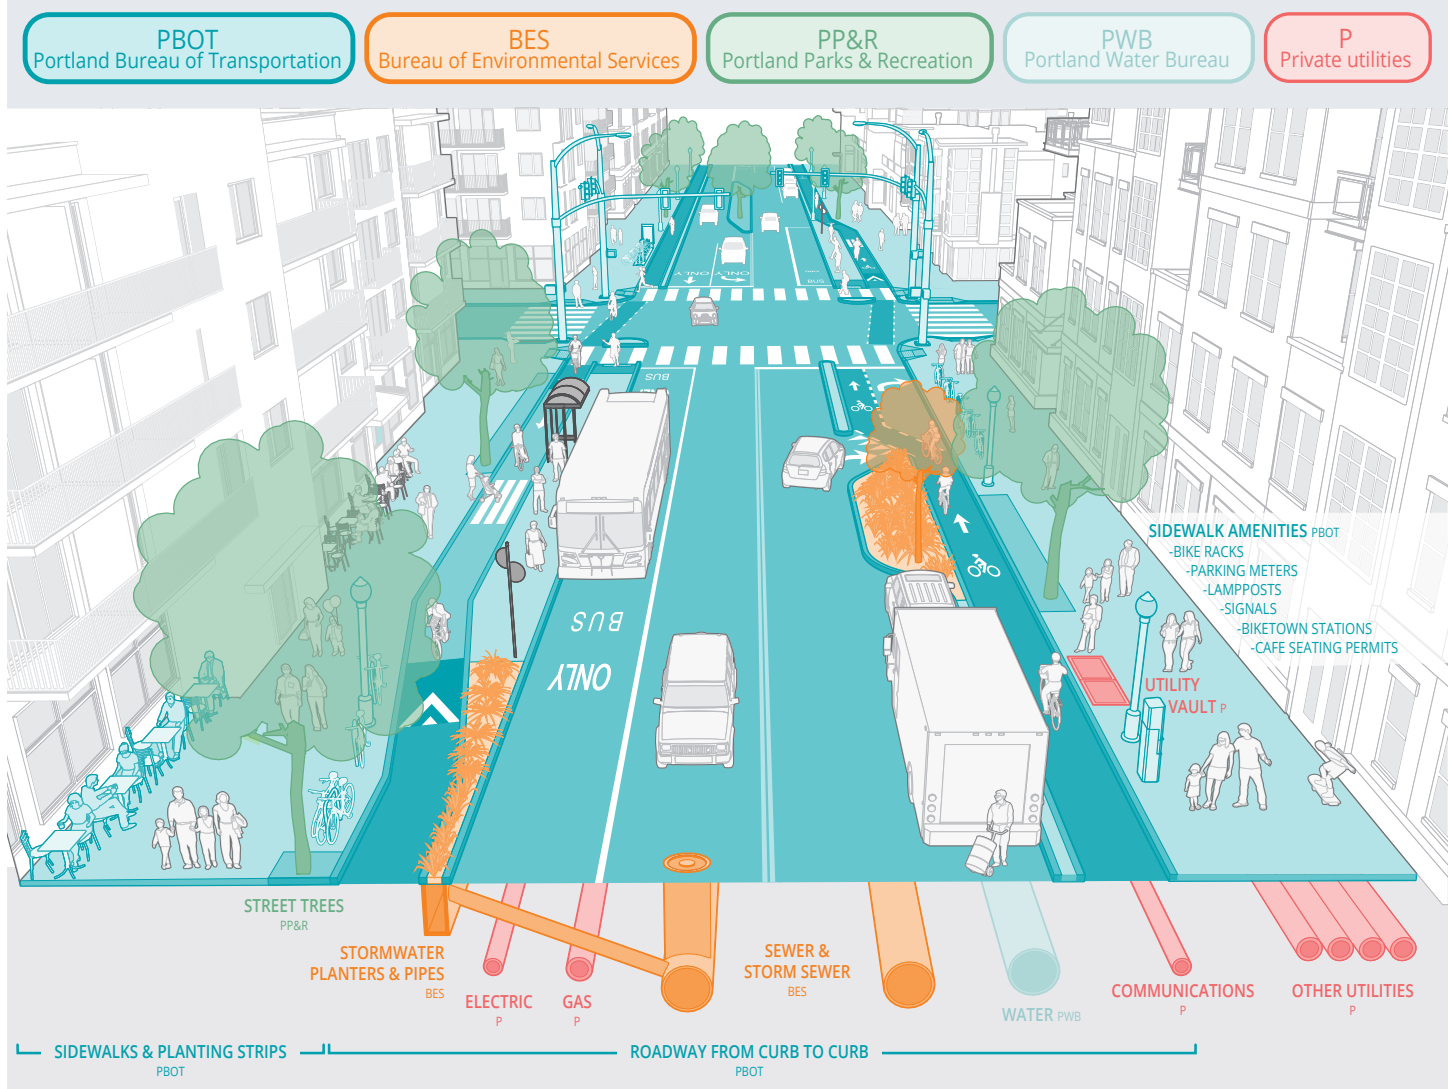 PBOT
Portland Bureau of Transportation
BES
Bureau of Environmental Services
PP&R
Portland Parks & Recreation
PWB
Portland Water Bureau
P
Private utilities
ONLY
ONLY
BUS
BUS
BUS
ONLY
SIDEWALK AMENITIES PBOT
-BIKE RACKS
-PARKING METERS
-LAMPPOSTS
-SIGNALS
-BIKETOWN STATIONS
-CAFE SEATING PERMITS
UTILITY
VAULT P
STREET TREES
PP&R
STORMWATER
PLANTERS & PIPES
BES
ELECTRIC
P
GAS
P
SEWER &
STORM SEWER
BES
WATER PWB
COMMUNICATIONS
P
OTHER UTILITIES
P
SIDEWALKS & PLANTING STRIPS
PBOT
ROADWAY FROM CURB TO CURB
PBOT